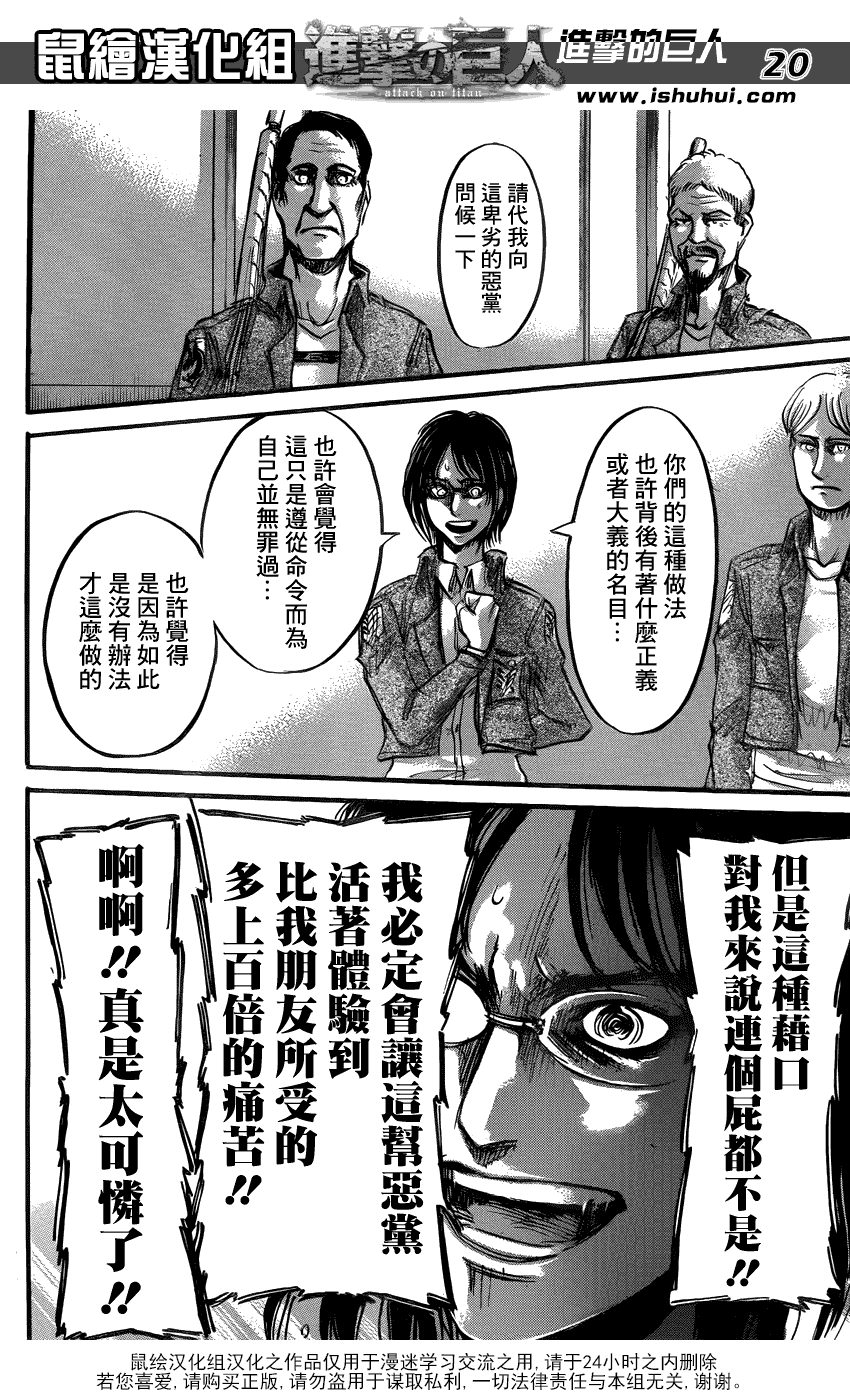 鼠繪漢化組
進撃の巨人
attack on titan
進擊的巨人
www.ishuhui.com
20
請代我向
這卑劣的惡黨
問候一下
你們的這種做法
也許背後有著什麼正義
或者大義的名目…
也許會覺得
這只是遵從命令而為
自己並無罪過…
也許覺得
是因為如此
是沒有辦法
才這麼做的
但是這種藉口
對我來說連個屁都不是!!
我必定會讓這幫惡黨
活著體驗到
比我朋友所受的
多上百倍的痛苦!!
啊啊!!真是太可憐了!!
鼠绘汉化组汉化之作品仅用于漫迷学习交流之用, 请于24小时之内删除
若您喜爱, 请购买正版, 请勿用于谋取私利, 一切法律责任与本组无关, 谢谢.